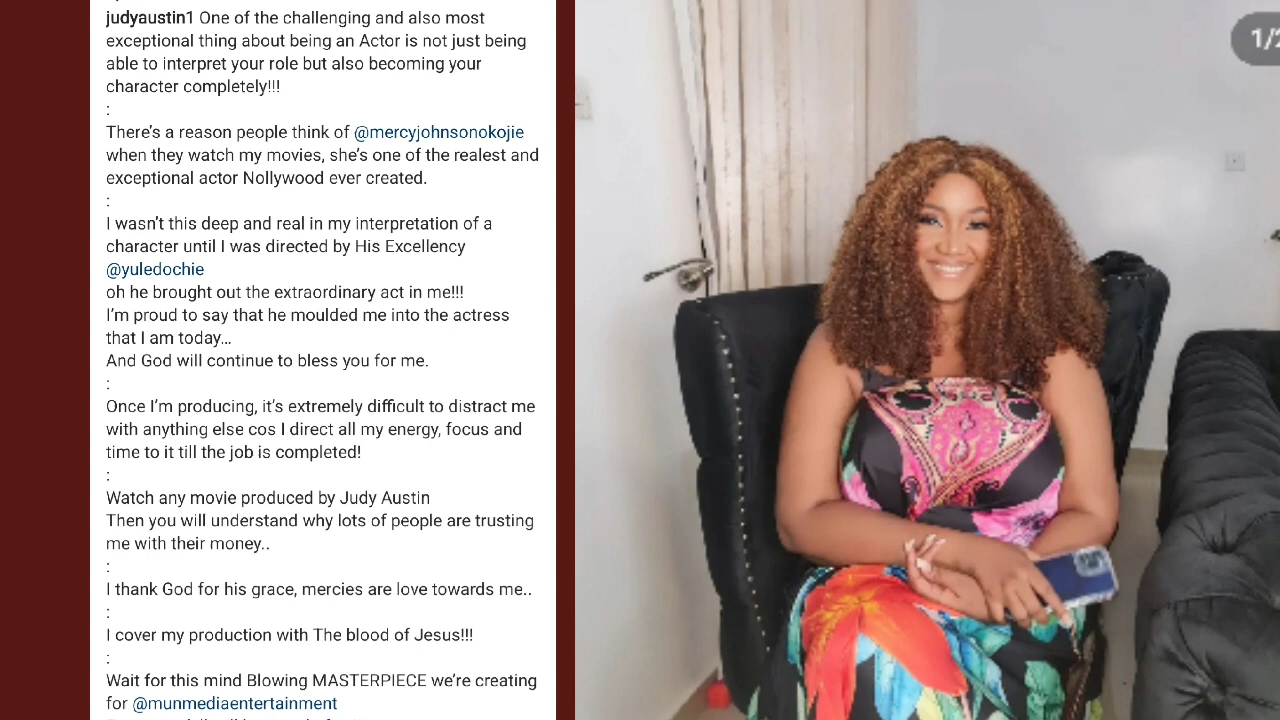 judyaustin1 One of the challenging and also most
exceptional thing about being an Actor is not just being
able to interpret your role but also becoming your
character completely!!!
:
There's a reason people think of @mercyjohnsonokojie
when they watch my movies, she's one of the realest and
exceptional actor Nollywood ever created.
:
I wasn't this deep and real in my interpretation of a
character until I was directed by His Excellency
@yuledochie
oh he brought out the extraordinary act in me!!!
I'm proud to say that he moulded me into the actress
that I am today...
And God will continue to bless you for me.
:
Once I'm producing, it's extremely difficult to distract me
with anything else cos I direct all my energy, focus and
time to it till the job is completed!
:
Watch any movie produced by Judy Austin
Then you will understand why lots of people are trusting
me with their money..
:
I thank God for his grace, mercies are love towards me..
:
I cover my production with The blood of Jesus!!!
:
Wait for this mind Blowing MASTERPIECE we're creating
for @munmediaentertainment
1/2